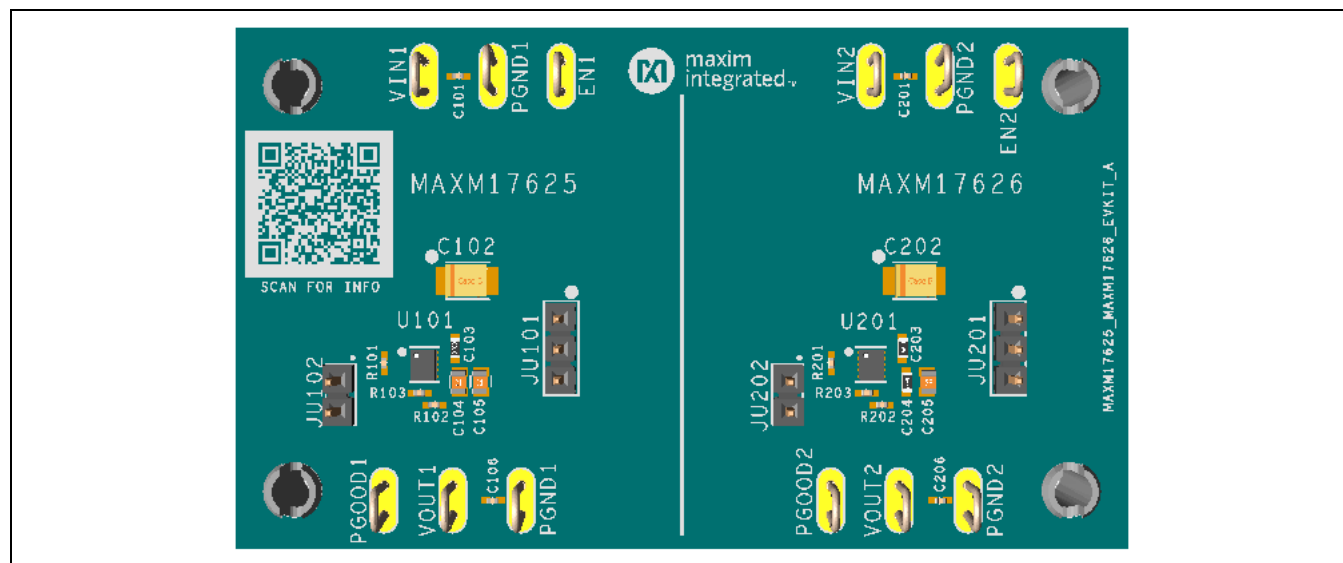 VIN1
C101
PGND1
EN1
maxim
integrated™
VIN2
C201
PGND2
EN2
SCAN FOR INFO
MAXM17625
MAXM17626
MAXM17625_MAXM17626_EVKIT_A
C102
C202
U101
C103
JU101
R101
JU102
R103
R102
C104
C105
U201
C203
JU201
R201
JU202
R203
R202
C204
C205
PGOOD1
VOUT1
C106
PGND1
PGOOD2
VOUT2
C206
PGND2